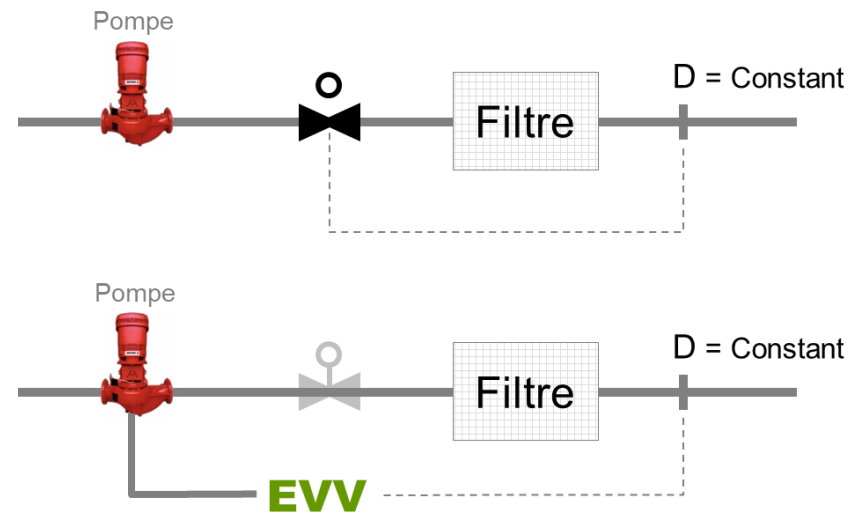 Pompe
D = Constant
Filtre
Pompe
D = Constant
Filtre
EVV